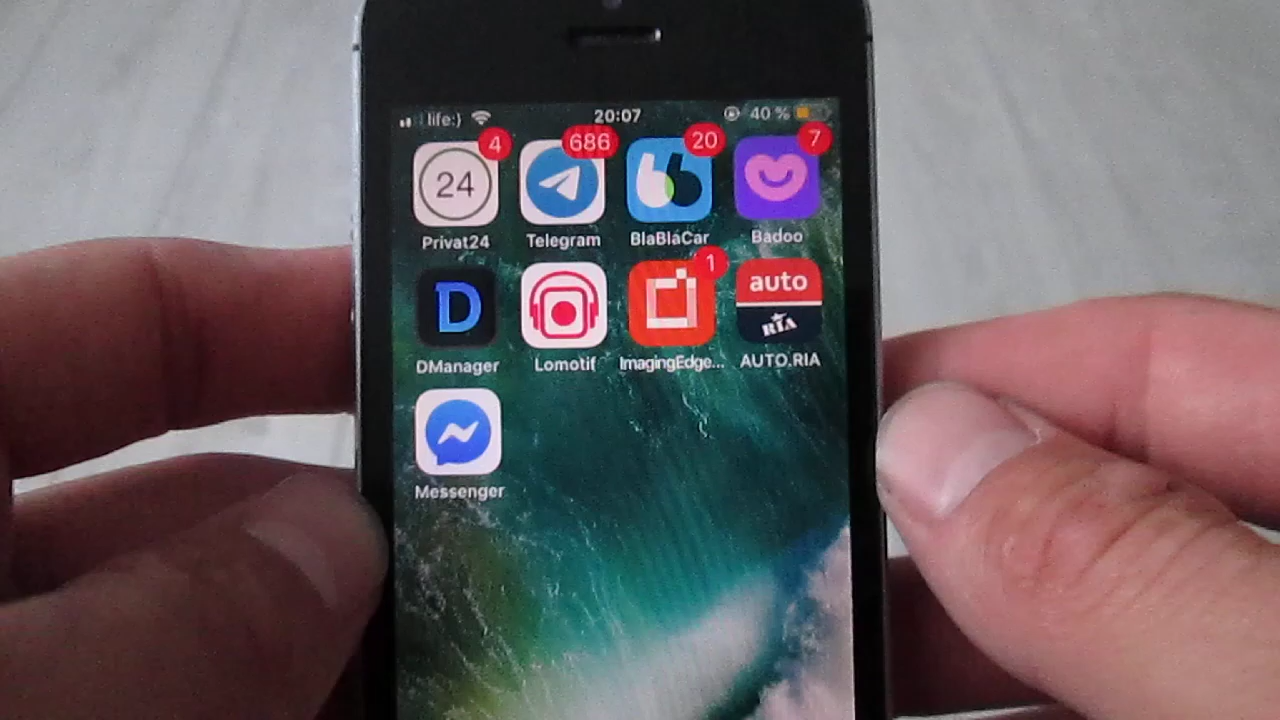 life:) 20:07 40 %
4 686 20 7
24
Privat24 Telegram BlaBlaCar Badoo
1
D auto
RIA
DManager Lomotif ImagingEdge... AUTO.RIA
Messenger